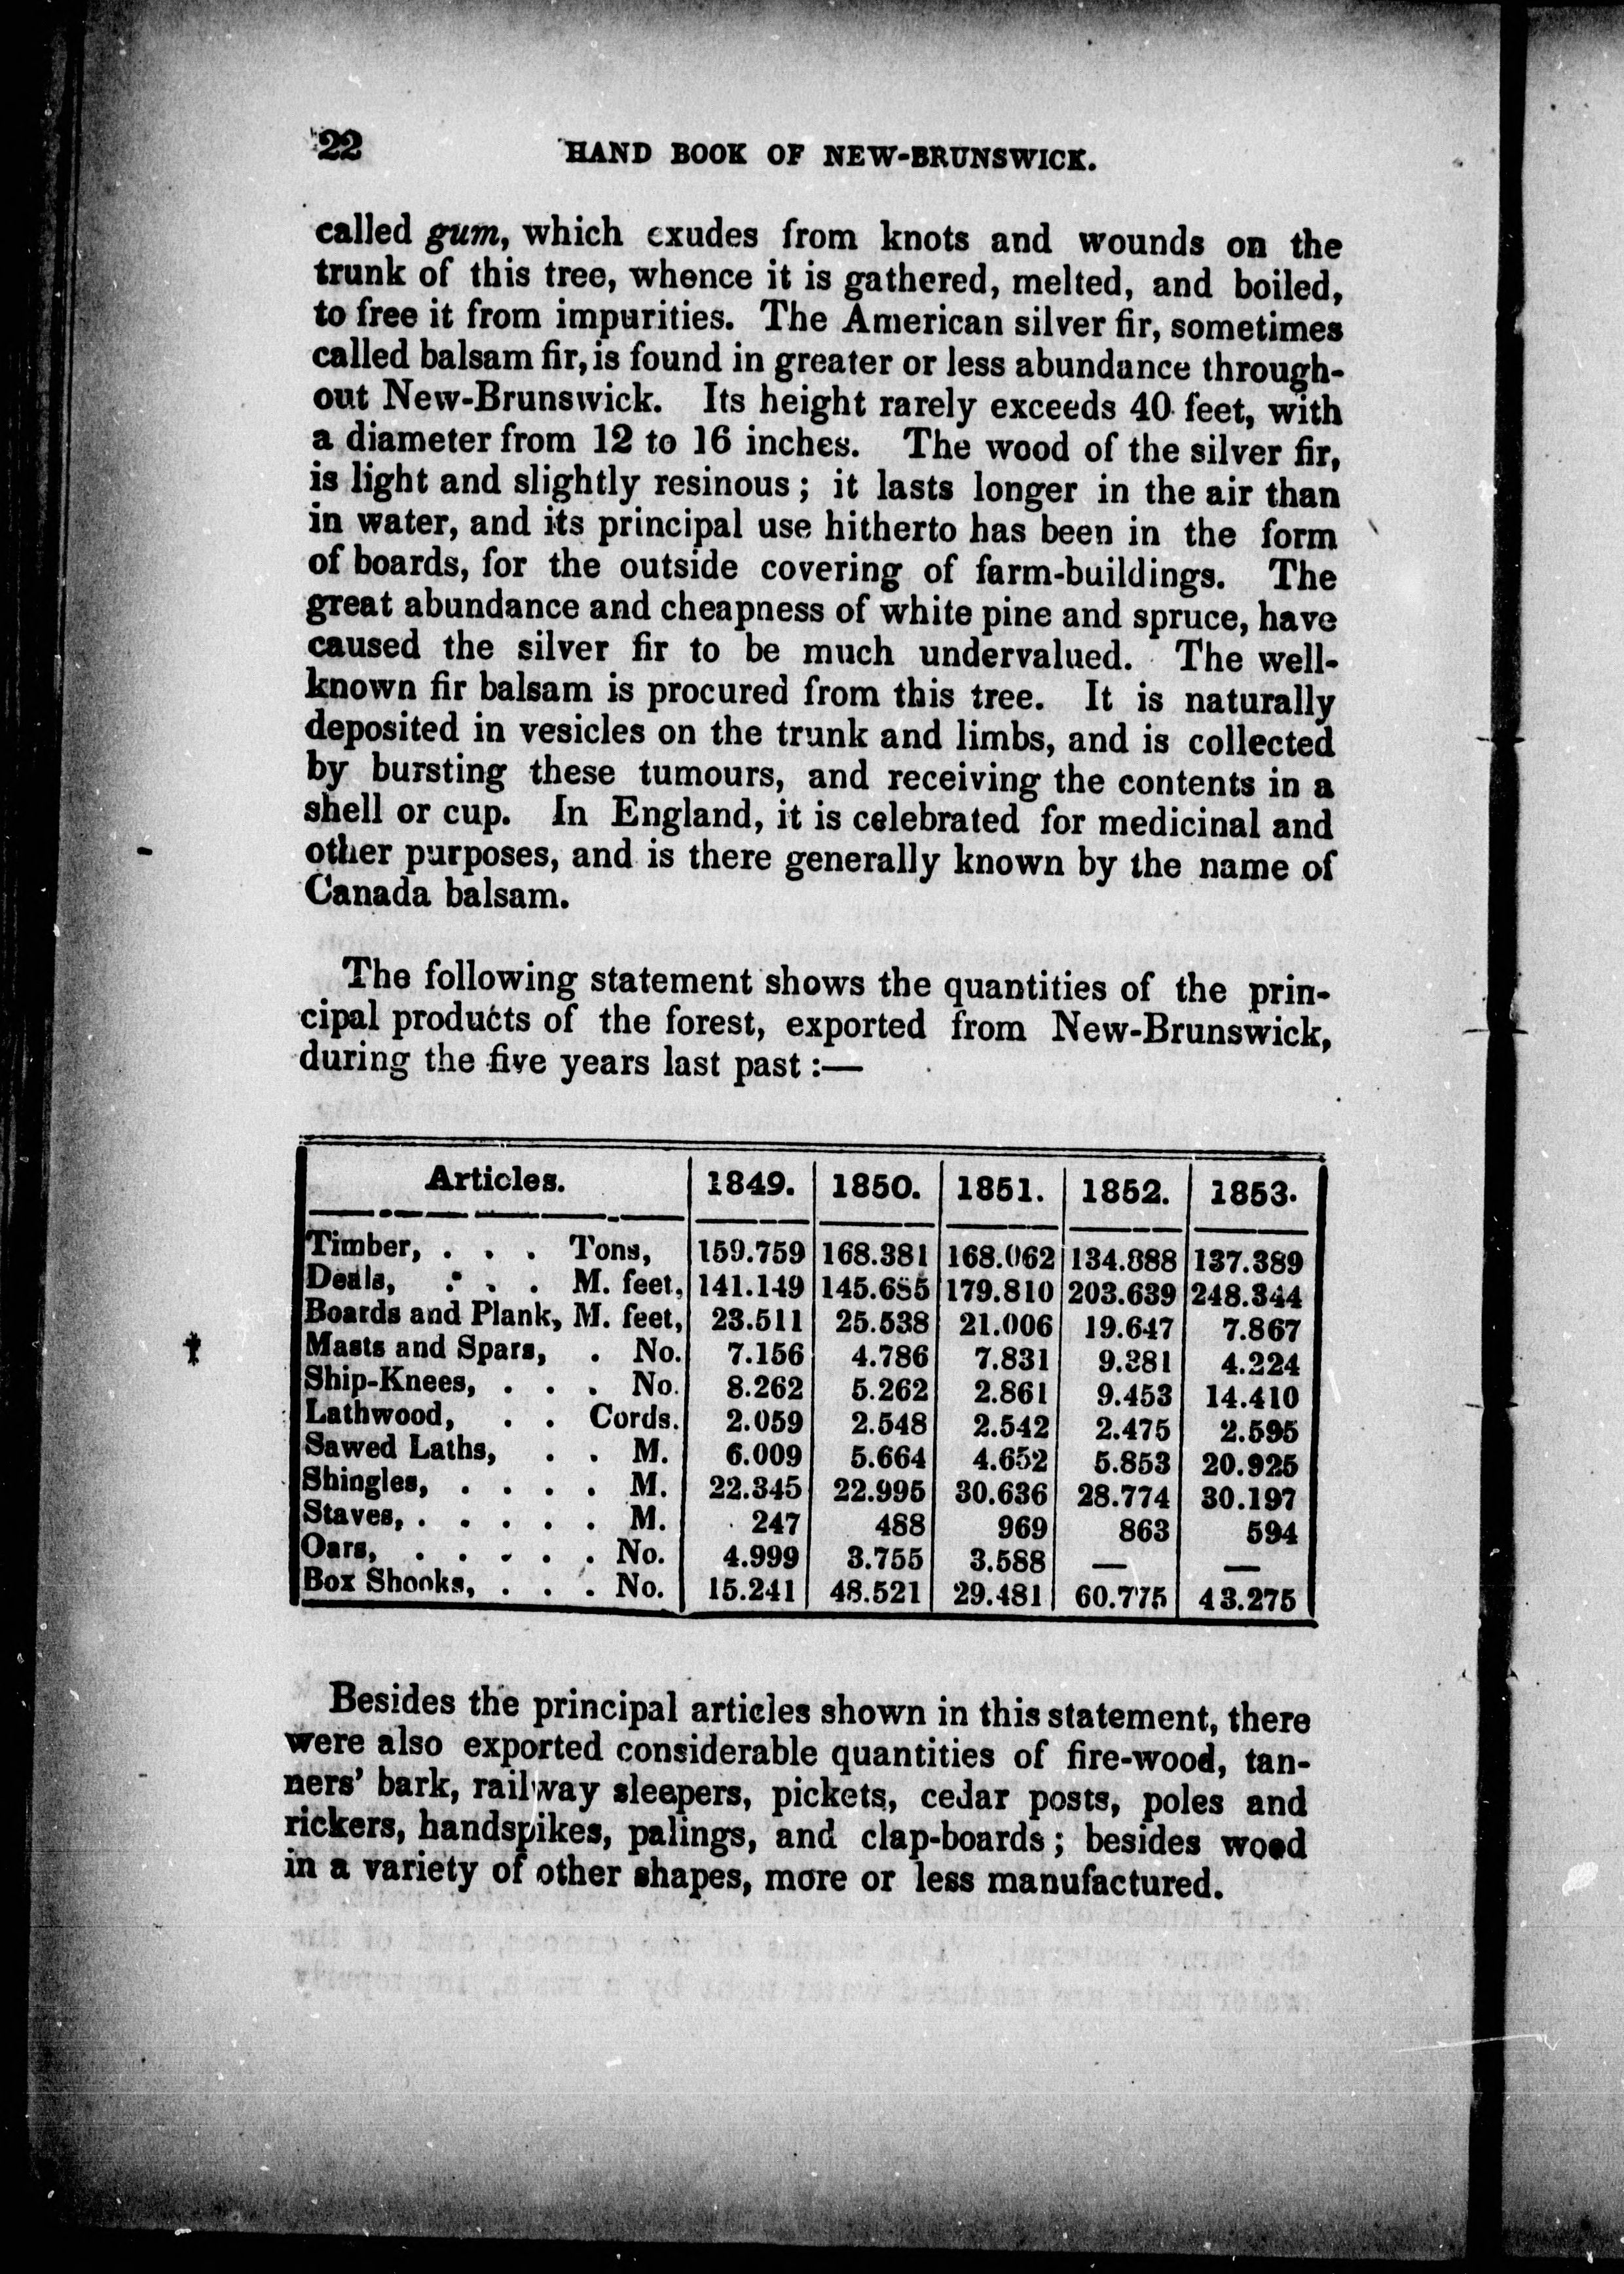 22 HAND BOOK OF NEW-BRUNSWICK.
called gum, which exudes from knots and wounds on the
trunk of this tree, whence it is gathered, melted, and boiled,
to free it from impurities. The American silver fir, sometimes
called balsam fir, is found in greater or less abundance through-
out New-Brunswick. Its height rarely exceeds 40 feet, with
a diameter from 12 to 16 inches. The wood of the silver fir,
is light and slightly resinous; it lasts longer in the air than
in water, and its principal use hitherto has been in the form
of boards, for the outside covering of farm-buildings. The
great abundance and cheapness of white pine and spruce, have
caused the silver fir to be much undervalued. The well-
known fir balsam is procured from this tree. It is naturally
deposited in vesicles on the trunk and limbs, and is collected
by bursting these tumours, and receiving the contents in a
shell or cup. In England, it is celebrated for medicinal and
other purposes, and is there generally known by the name of
Canada balsam.
The following statement shows the quantities of the prin-
cipal products of the forest, exported from New-Brunswick,
during the five years last past :—
Articles. 1849. 1850. 1851. 1852. 1853.
Timber, . . . Tons, 159.759 168.381 168.062 134.888 137.389
Deals, . . . M. feet, 141.149 145.685 179.810 203.639 248.344
Boards and Plank, M. feet, 23.511 25.538 21.006 19.647 7.867
Masts and Spars, . No. 7.156 4.786 7.831 9.281 4.224
Ship-Knees, . . . No. 8.262 5.262 2.861 9.453 14.410
Lathwood, . . Cords. 2.059 2.548 2.542 2.475 2.595
Sawed Laths, . . M. 6.009 5.664 4.652 5.853 20.925
Shingles, . . . . M. 22.345 22.995 30.636 28.774 30.197
Staves, . . . . . M. 247 488 969 863 594
Oars, . . . . . No. 4.999 3.755 3.588 — —
Box Shooks, . . . No. 15.241 48.521 29.481 60.775 43.275
Besides the principal articles shown in this statement, there
were also exported considerable quantities of fire-wood, tan-
ners' bark, railway sleepers, pickets, cedar posts, poles and
rickers, handspikes, palings, and clap-boards; besides wood
in a variety of other shapes, more or less manufactured.